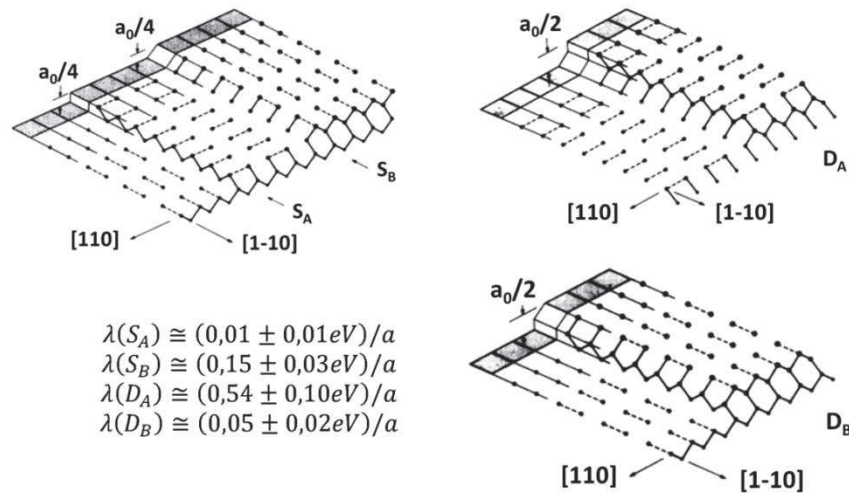 a₀/4
a₀/4
S_B
S_A
[110]
[1-10]
a₀/2
D_A
[110]
[1-10]
λ(S_A) ≅ (0,01 ± 0,01eV)/a
λ(S_B) ≅ (0,15 ± 0,03eV)/a
λ(D_A) ≅ (0,54 ± 0,10eV)/a
λ(D_B) ≅ (0,05 ± 0,02eV)/a
a₀/2
D_B
[110]
[1-10]